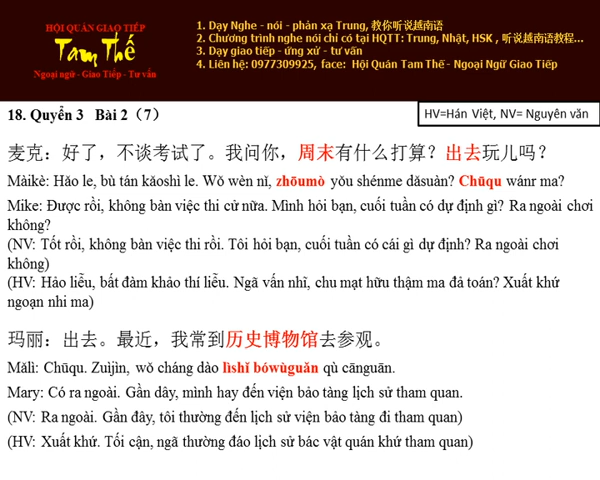 HỘI QUÁN GIAO TIẾP
Tam Thế
Ngoại ngữ - Giao Tiếp - Tư vấn
1. Dạy Nghe - nói - phản xạ Trung, 教你听说越南语
2. Chương trình nghe nói chỉ có tại HQTT: Trung, Nhật, HSK , 听说越南语教程...
3. Dạy giao tiếp - ứng xử - tư vấn
4. Liên hệ: 0977309925, face: Hội Quán Tam Thế - Ngoại Ngữ Giao Tiếp
18. Quyển 3 Bài 2（7）
HV=Hán Việt, NV= Nguyên văn
麦克：好了，不谈考试了。我问你，周末有什么打算？出去玩儿吗？
Màikè: Hǎo le, bù tán kǎoshì le. Wǒ wèn nǐ, zhōumò yǒu shénme dǎsuàn? Chūqu wánr ma?
Mike: Được rồi, không bàn việc thi cử nữa. Mình hỏi bạn, cuối tuần có dự định gì? Ra ngoài chơi
không?
(NV: Tốt rồi, không bàn việc thi rồi. Tôi hỏi bạn, cuối tuần có cái gì dự định? Ra ngoài chơi
không)
(HV: Hảo liễu, bất đàm khảo thí liễu. Ngã vấn nhĩ, chu mạt hữu thậm ma đả toán? Xuất khứ
ngoạn nhi ma)
玛丽：出去。最近，我常到历史博物馆去参观。
Mǎlì: Chūqu. Zuìjìn, wǒ cháng dào lìshǐ bówùguǎn qù cānguān.
Mary: Có ra ngoài. Gần dây, mình hay đến viện bảo tàng lịch sử tham quan.
(NV: Ra ngoài. Gần đây, tôi thường đến lịch sử viện bảo tàng đi tham quan)
(HV: Xuất khứ. Tối cận, ngã thường đáo lịch sử bác vật quán khứ tham quan)